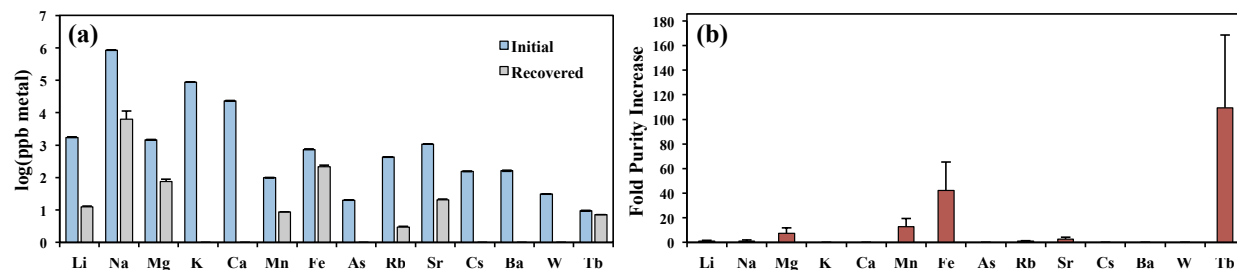 (a)
log(ppb metal)
7
6
5
4
3
2
1
0
Initial
Recovered
Li Na Mg K Ca Mn Fe As Rb Sr Cs Ba W Tb
(b)
Fold Purity Increase
180
160
140
120
100
80
60
40
20
0
Li Na Mg K Ca Mn Fe As Rb Sr Cs Ba W Tb